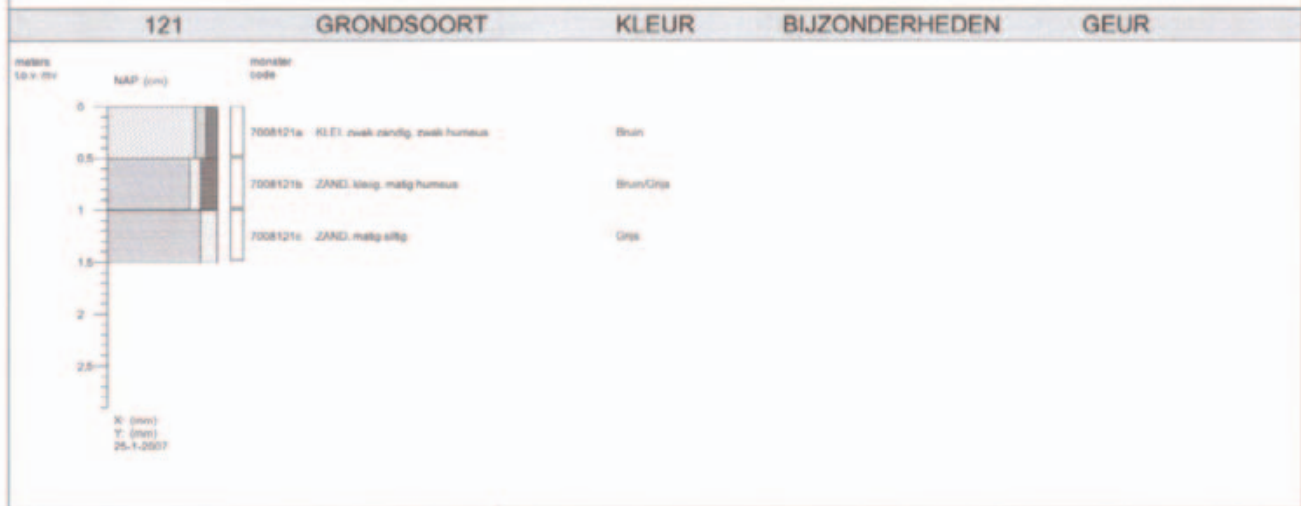 121 GRONDSOORT KLEUR BIJZONDERHEDEN GEUR
meters monster
t.o.v. mv NAP (cm) code
0
7008121a KLEI, zwak zandig, zwak humeus Bruin
0.5
7008121b ZAND, kleiig, matig humeus Bruin/Grijs
1
7008121c ZAND, matig siltig Grijs
1.5
2
2.5
X: (mm)
Y: (mm)
25-1-2007